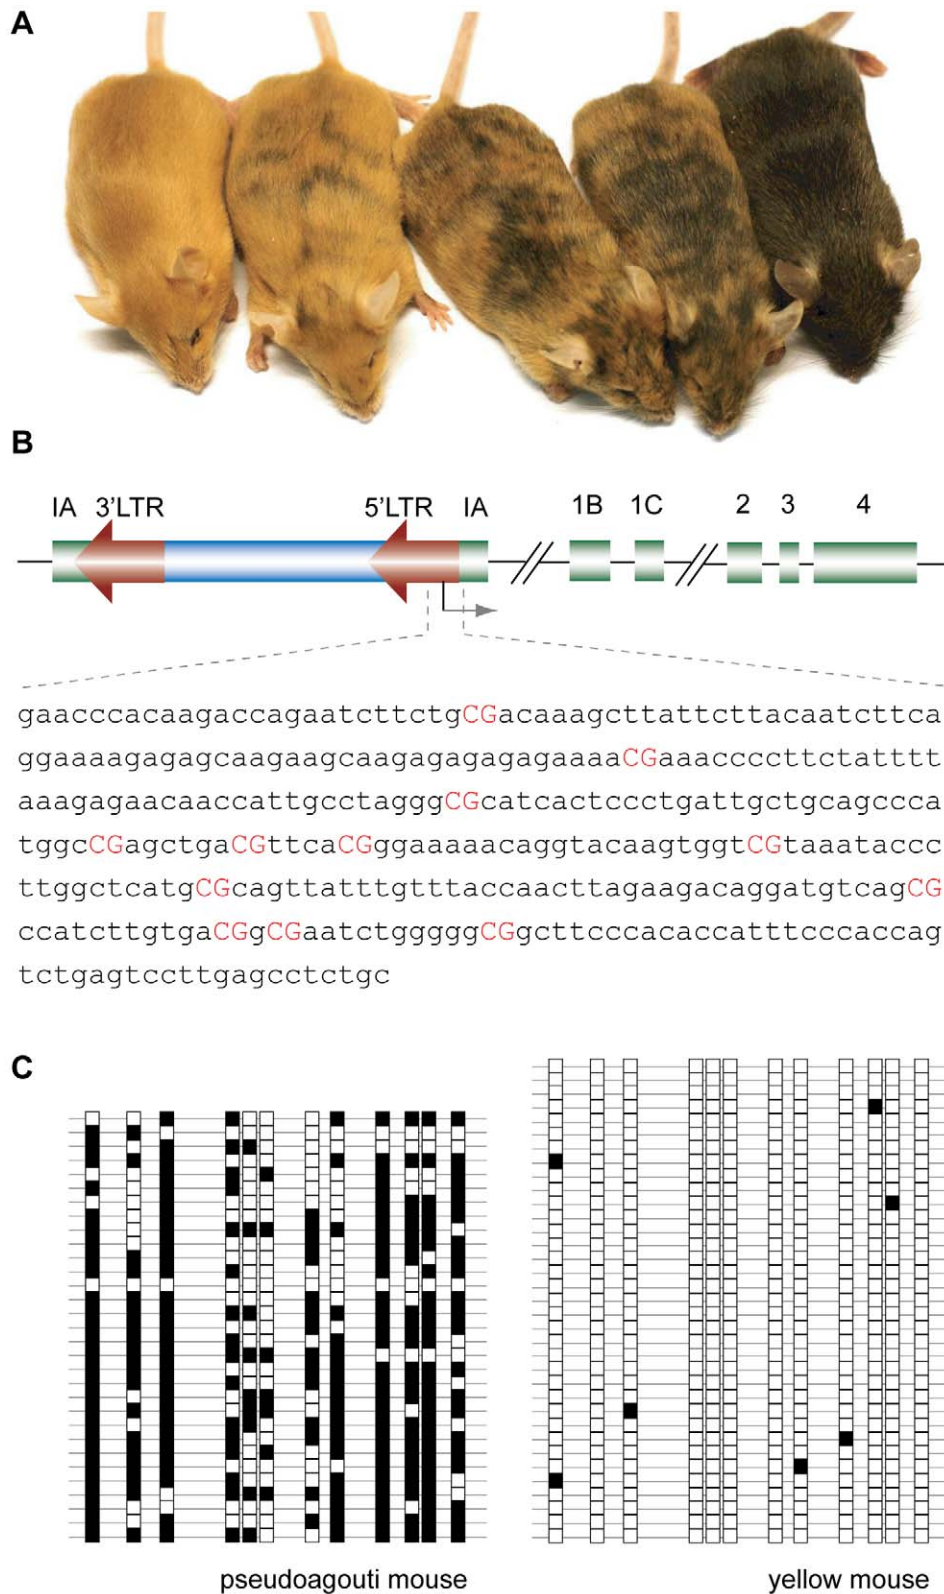 A
B
IA 3'LTR 5'LTR IA 1B 1C 2 3 4
gaacccacaagaccagaatcttctgCGacaaagcttattcttacaatcttca
ggaaaagagagcaagaagcaagagagagagaaaaCGaaaccccttctatttt
aaagagaacaaccattgcctagggCGcatcactccctgattgctgcagccca
tggcCGagctgaCGttcaCGggaaaaacaggtacaagtggtCGtaaataccc
ttggctcatgCGcagttatttgtttaccaacttagaagacaggatgtcagCG
ccatcttgtgaCGgCGaatctgggggCGgcttcccacaccatttcccaccag
tctgagtccttgagcctctgc
C
pseudoagouti mouse yellow mouse